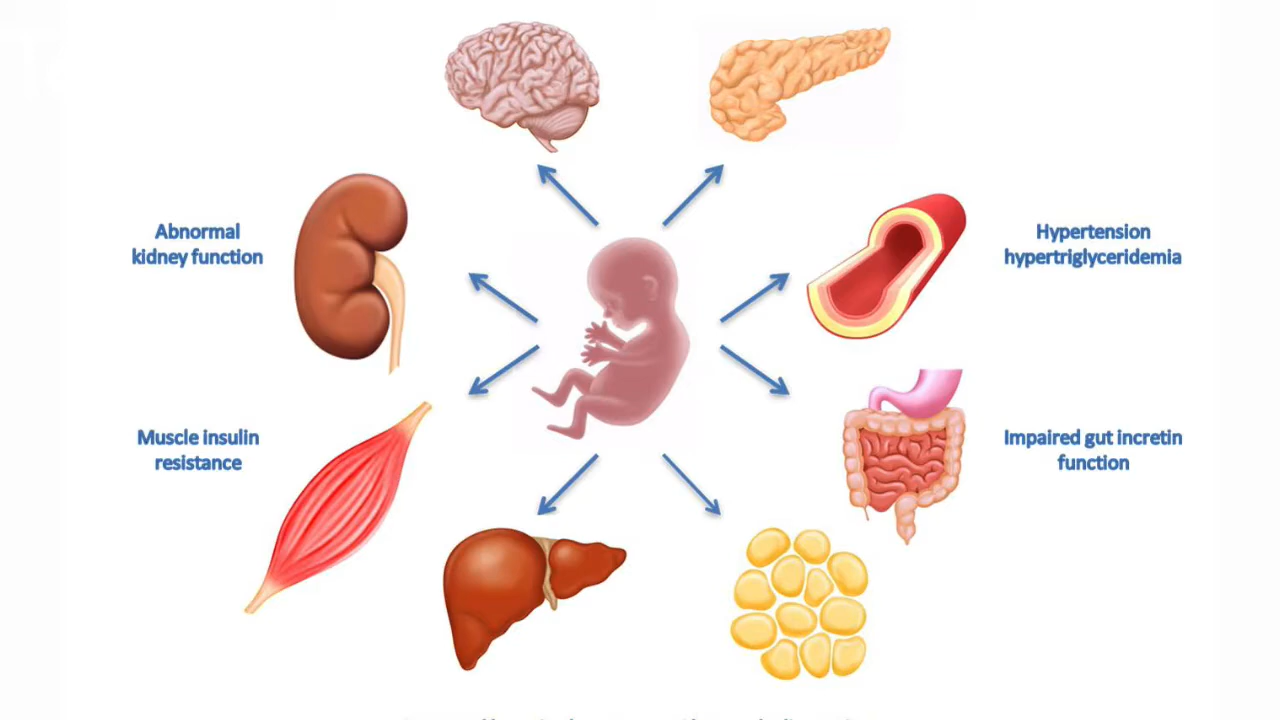 Abnormal
kidney function
Hypertension
hypertriglyceridemia
Muscle insulin
resistance
Impaired gut incretin
function